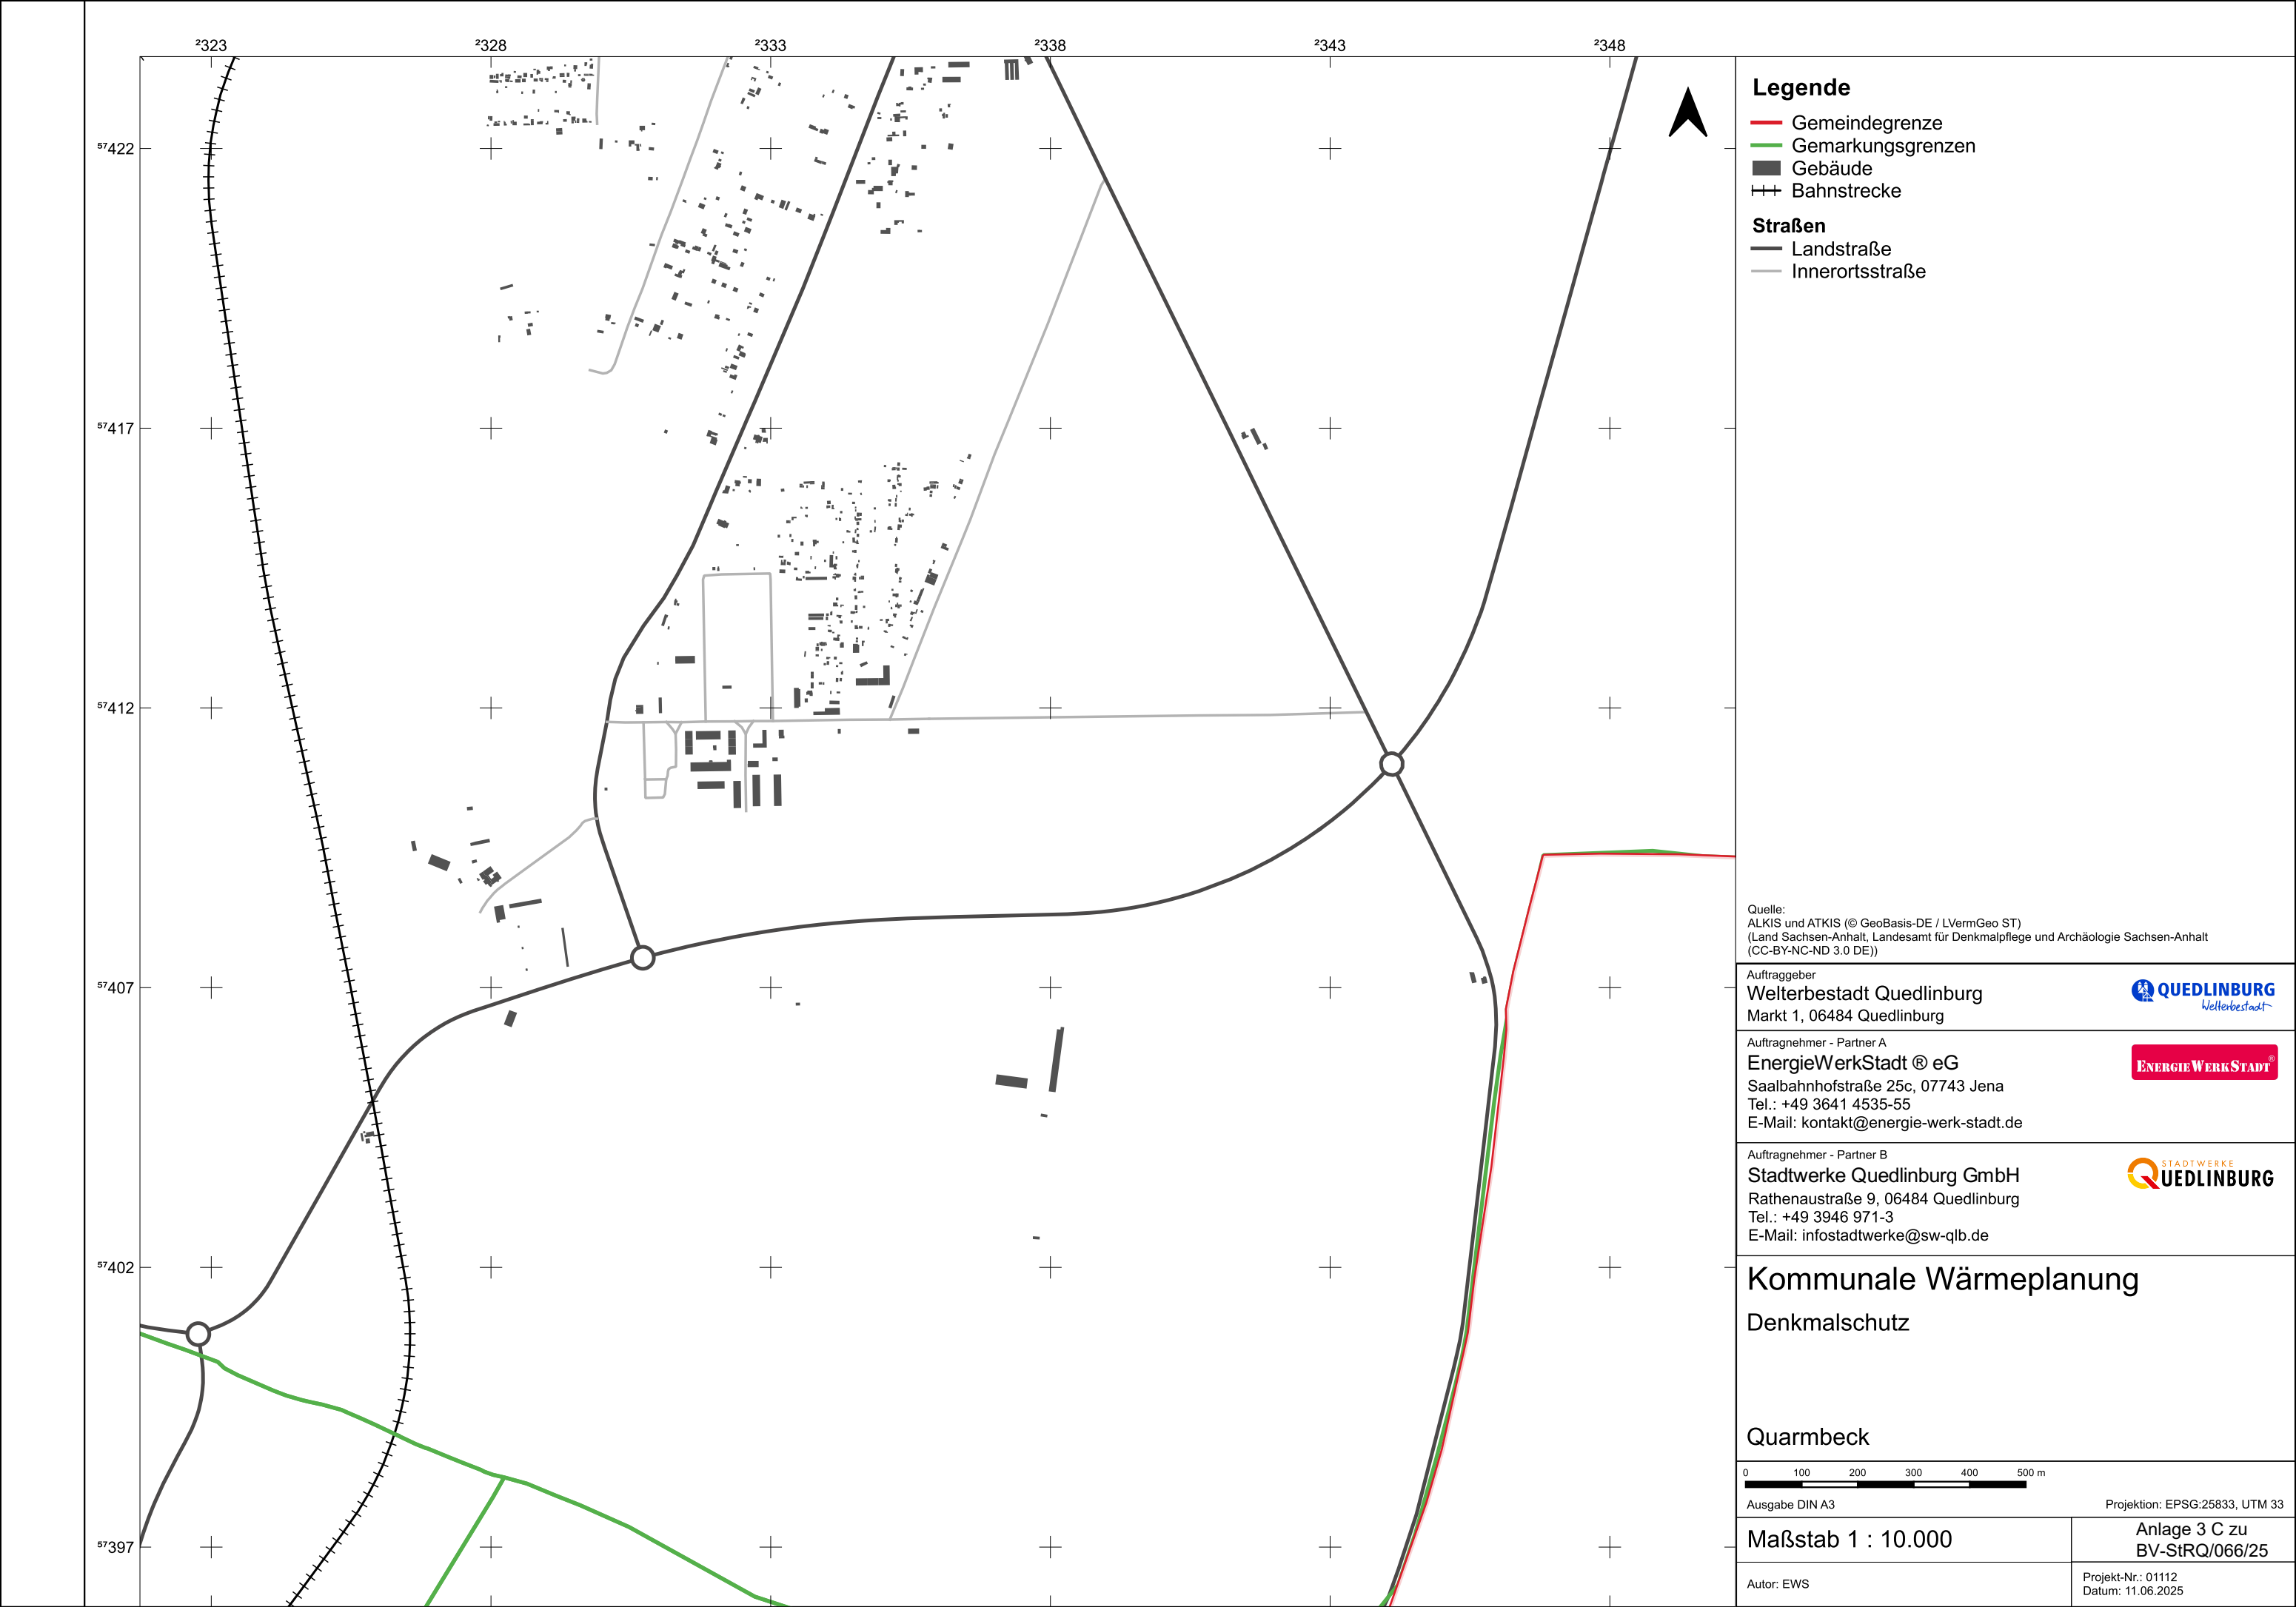 ²323 ²328 ²333 ²338 ²343 ²348
⁵⁷422
⁵⁷417
⁵⁷412
⁵⁷407
⁵⁷402
⁵⁷397
Legende
Gemeindegrenze
Gemarkungsgrenzen
Gebäude
Bahnstrecke
Straßen
Landstraße
Innerortsstraße
Quelle:
ALKIS und ATKIS (© GeoBasis-DE / LVermGeo ST)
(Land Sachsen-Anhalt, Landesamt für Denkmalpflege und Archäologie Sachsen-Anhalt
(CC-BY-NC-ND 3.0 DE))
Auftraggeber
Welterbestadt Quedlinburg
Markt 1, 06484 Quedlinburg
QUEDLINBURG
Welterbestadt
Auftragnehmer - Partner A
EnergieWerkStadt ® eG
Saalbahnhofstraße 25c, 07743 Jena
Tel.: +49 3641 4535-55
E-Mail: kontakt@energie-werk-stadt.de
ENERGIEWERKSTADT®
Auftragnehmer - Partner B
Stadtwerke Quedlinburg GmbH
Rathenaustraße 9, 06484 Quedlinburg
Tel.: +49 3946 971-3
E-Mail: infostadtwerke@sw-qlb.de
STADTWERKE
QUEDLINBURG
Kommunale Wärmeplanung
Denkmalschutz
Quarmbeck
0 100 200 300 400 500 m
Ausgabe DIN A3
Projektion: EPSG:25833, UTM 33
Maßstab 1 : 10.000
Anlage 3 C zu
BV-StRQ/066/25
Autor: EWS
Projekt-Nr.: 01112
Datum: 11.06.2025